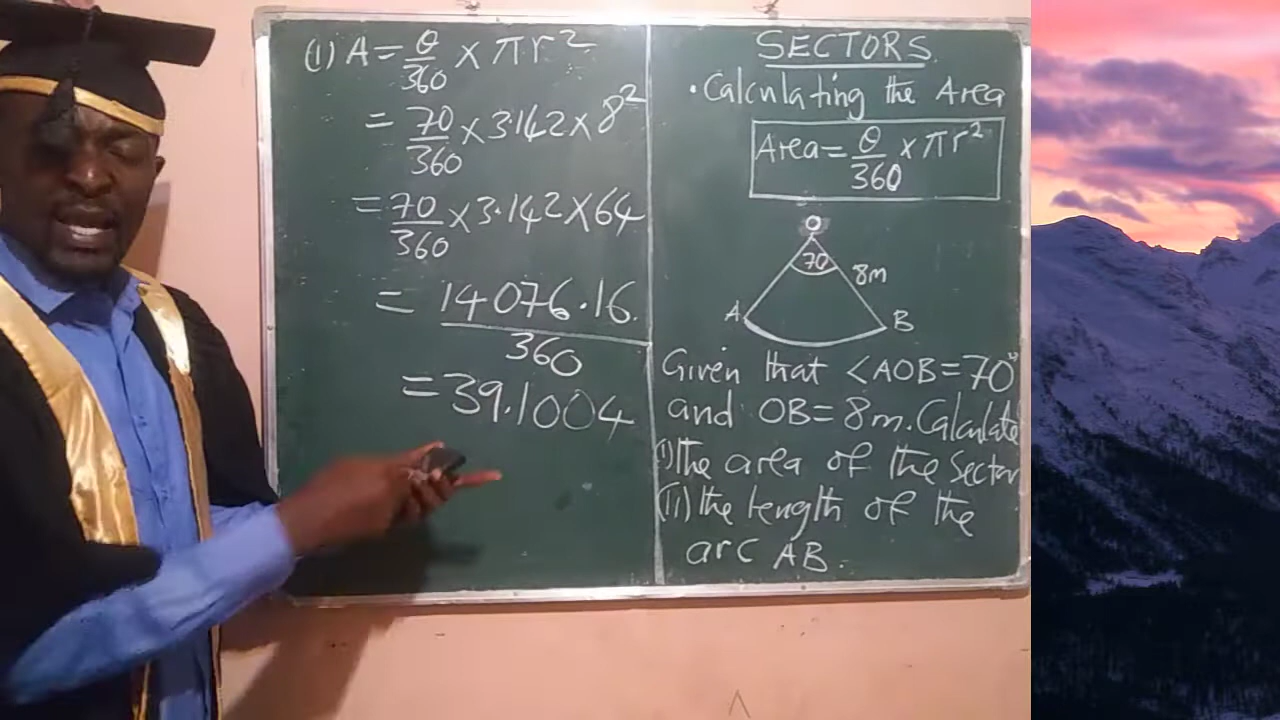 (1) A = θ/360 × πr²
= 70/360 × 3.142 × 8²
= 70/360 × 3.142 × 64
= 14076.16.
360
= 39.1004
SECTORS
• Calculating the Area
Area = θ/360 × πr²
O
70
8m
A
B
Given that <AOB = 70°
and OB = 8m. Calculate
(i) the area of the Sector
(ii) the length of the
arc AB.